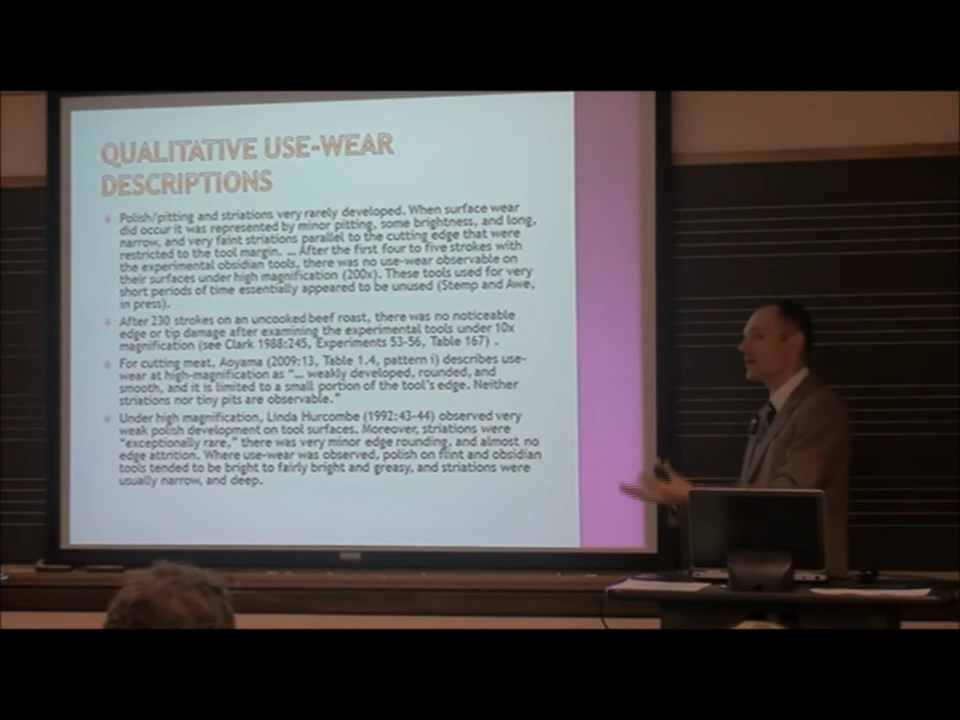 QUALITATIVE USE-WEAR
DESCRIPTIONS
Polish/pitting and striations very rarely developed. When surface wear
did occur it was represented by minor pitting, some brightness, and long,
narrow, and very faint striations parallel to the cutting edge that were
restricted to the tool margin. ... After the first four to five strokes with
the experimental obsidian tools, there was no use-wear observable on
their surfaces under high magnification (200x). These tools used for very
short periods of time essentially appeared to be unused (Stemp and Awe,
in press).
After 230 strokes on an uncooked beef roast, there was no noticeable
edge or tip damage after examining the experimental tools under 10x
magnification (see Clark 1988:245, Experiments 53-56, Table 167) .
For cutting meat, Aoyama (2009:13, Table 1.4, pattern i) describes use-
wear at high-magnification as "... weakly developed, rounded, and
smooth, and it is limited to a small portion of the tool's edge. Neither
striations nor tiny pits are observable."
Under high magnification, Linda Hurcombe (1992:43-44) observed very
weak polish development on tool surfaces. Moreover, striations were
"exceptionally rare," there was very minor edge rounding, and almost no
edge attrition. Where use-wear was observed, polish on flint and obsidian
tools tended to be bright to fairly bright and greasy, and striations were
usually narrow, and deep.